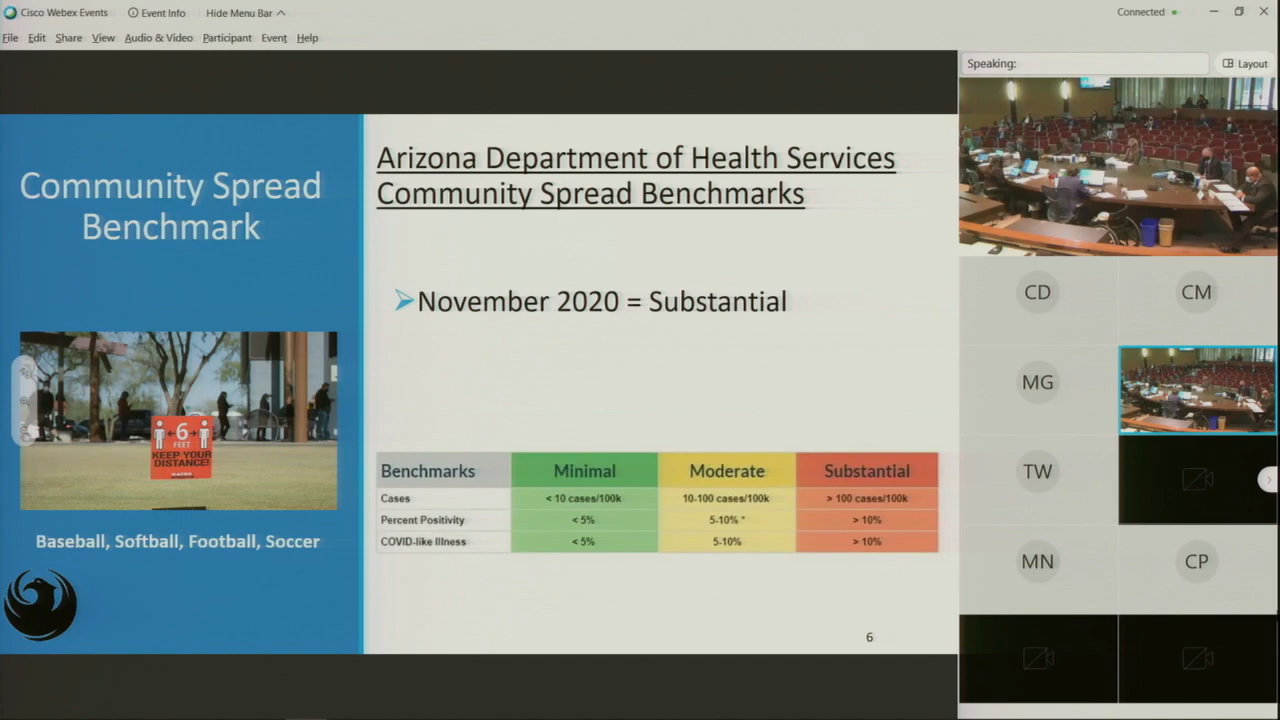 Cisco Webex Events
Event Info
Hide Menu Bar
Connected
File Edit Share View Audio & Video Participant Event Help
Speaking:
Layout
Community Spread
Benchmark
6
FEET
KEEP YOUR
DISTANCE!
Baseball, Softball, Football, Soccer
Arizona Department of Health Services
Community Spread Benchmarks
November 2020 = Substantial
Benchmarks Minimal Moderate Substantial
Cases < 10 cases/100k 10-100 cases/100k > 100 cases/100k
Percent Positivity < 5% 5-10% * > 10%
COVID-like Illness < 5% 5-10% > 10%
6
CD CM
MG
TW
MN CP